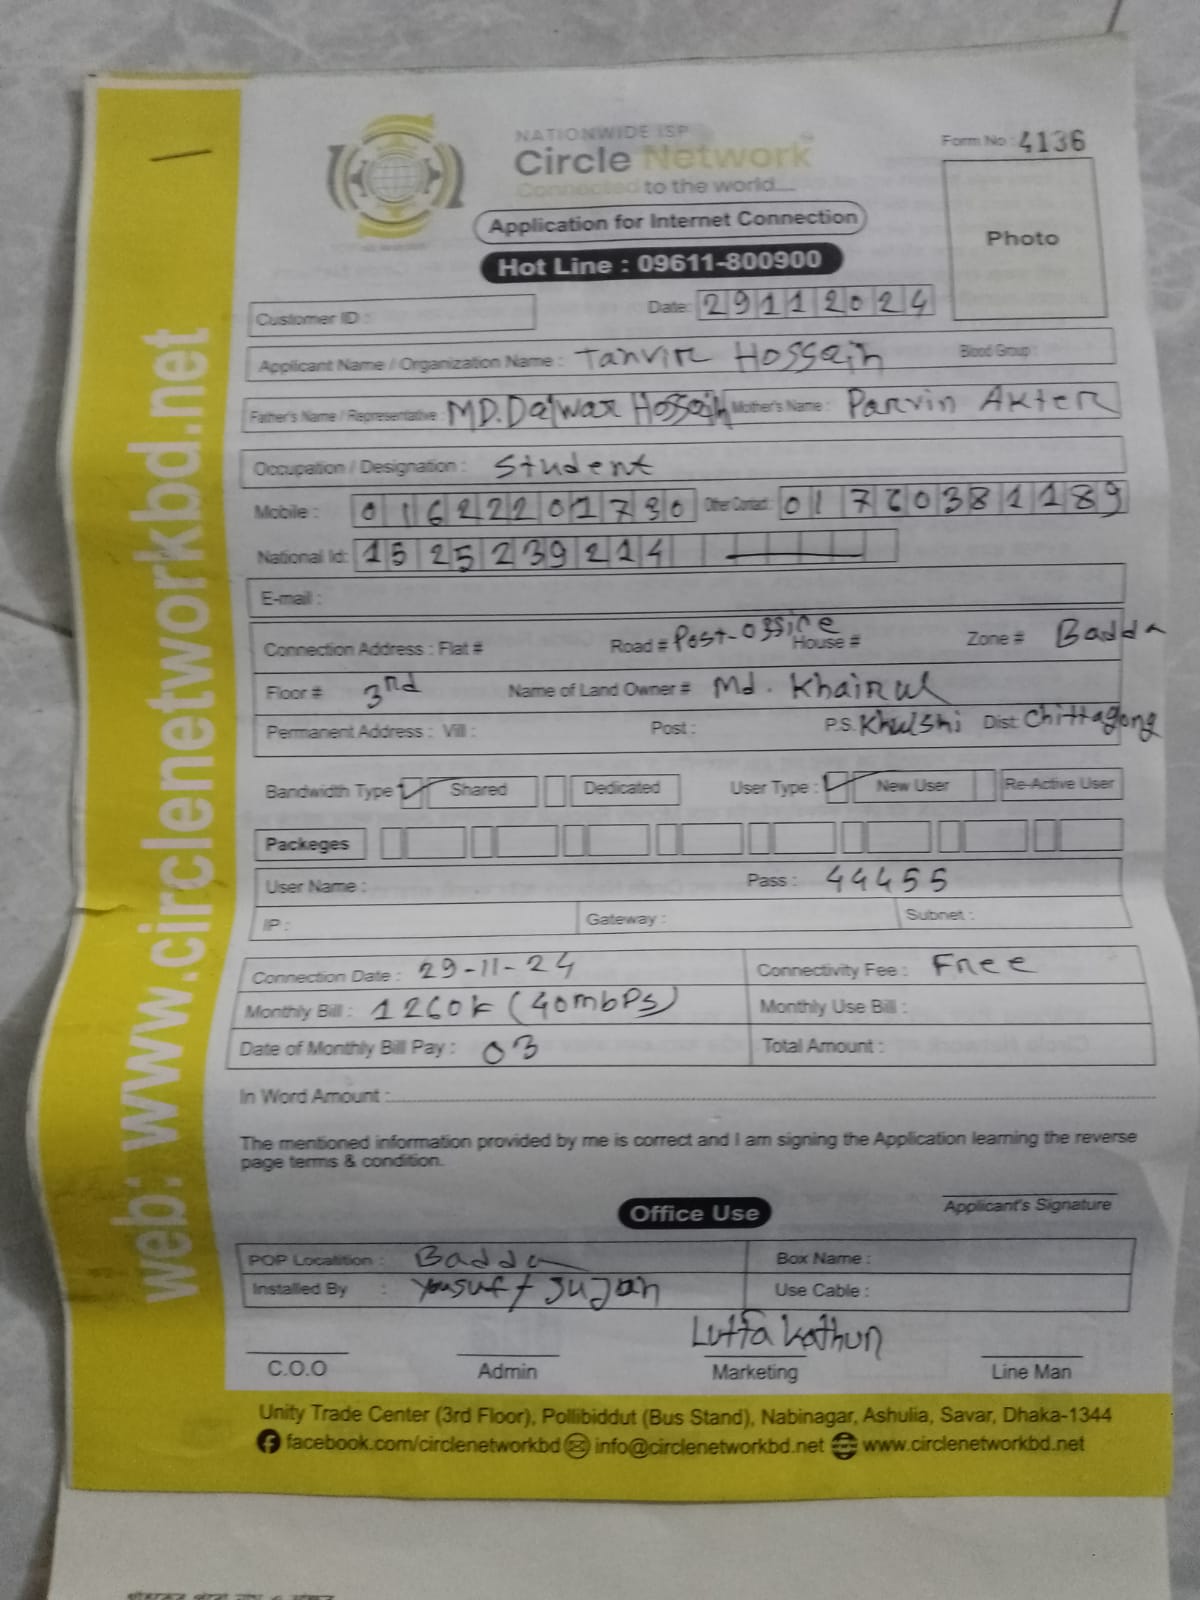 NATIONWIDE ISP
Circle Network
Connected to the world....
Form No : 4136
Application for Internet Connection
Photo
Hot Line : 09611-800900
Customer ID :
Date: 29112024
Applicant Name / Organization Name : Tanvir Hossain Blood Group :
Father's Name / Representative : MD. Delwar Hossain Mother's Name : Parvin Akter
Occupation / Designation : Student
Mobile : 01622201790 Other Contact : 01760381189
National Id: 1525239214
E-mail :
Connection Address : Flat # Road # Post-office House # Zone # Badda
Floor # 3rd Name of Land Owner # Md. Khairul
Permanent Address : Vill : Post : P.S. Khulshi Dist: Chittagong
Bandwidth Type Shared Dedicated User Type : New User Re-Active User
Packeges
User Name : Pass : 44455
IP : Gateway : Subnet :
Connection Date : 29-11-24 Connectivity Fee : Free
Monthly Bill : 1260k (40mbPs) Monthly Use Bill :
Date of Monthly Bill Pay : 03 Total Amount :
In Word Amount :
The mentioned information provided by me is correct and I am signing the Application learning the reverse
page terms & condition.
Applicant's Signature
Office Use
POP Localtition : Badda Box Name :
Installed By : Yousuf + Sujan Use Cable :
Lutfa Khathun
C.O.O Admin Marketing Line Man
Unity Trade Center (3rd Floor), Pollibiddut (Bus Stand), Nabinagar, Ashulia, Savar, Dhaka-1344
facebook.com/circlenetworkbd info@circlenetworkbd.net www.circlenetworkbd.net
web: www.circlenetworkbd.net